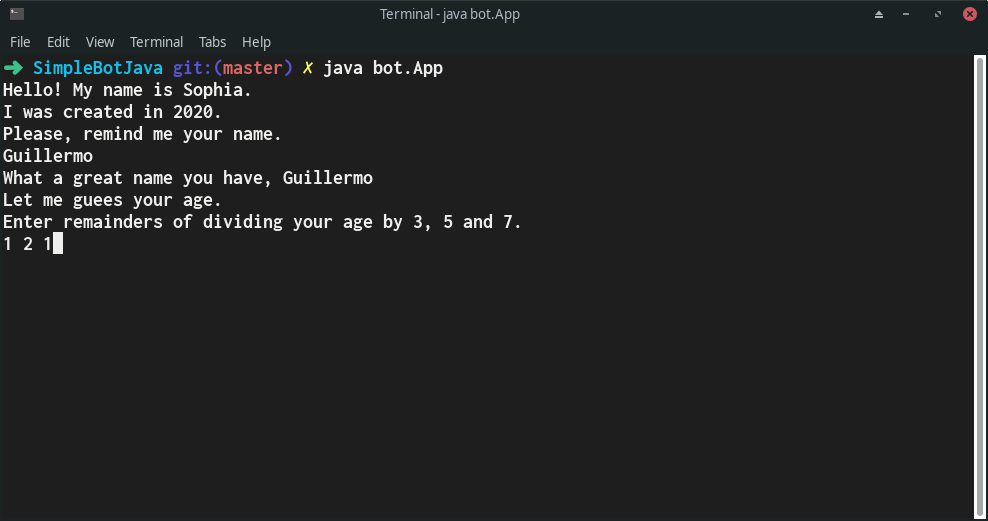 Terminal - java bot.App
File Edit View Terminal Tabs Help
➜ SimpleBotJava git:(master) ✗ java bot.App
Hello! My name is Sophia.
I was created in 2020.
Please, remind me your name.
Guillermo
What a great name you have, Guillermo
Let me guees your age.
Enter remainders of dividing your age by 3, 5 and 7.
1 2 1